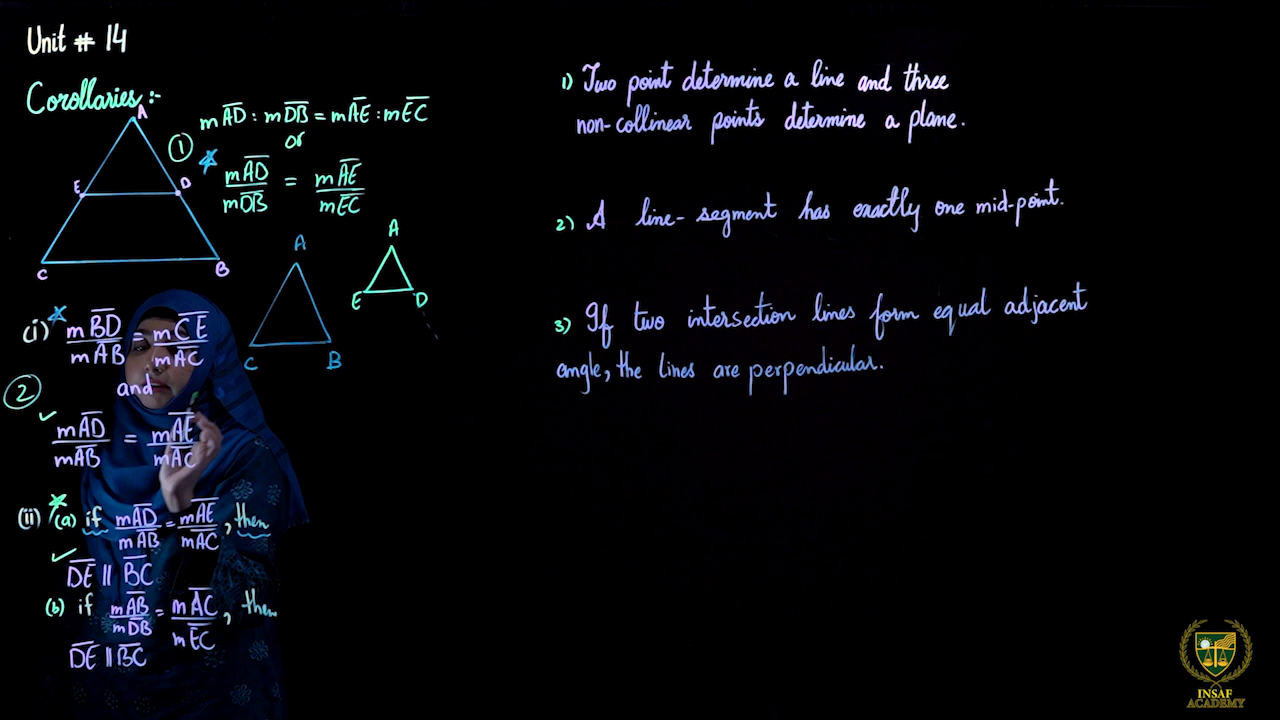 Unit # 14
Corollaries :-
A
E
D
C
B
①
mAD̅ : mDB̅ = mAE̅ : mEC̅
or
* mAD̅/mDB̅ = mAE̅/mEC̅
A
C
B
A
E
D
(i) * mBD̅/mAB̅ = mCE̅/mAC̅
and
②
✓ mAD̅/mAB̅ = mAE̅/mAC̅
(ii) * (a) if mAD̅/mAB̅ = mAE̅/mAC̅, then
✓ DE̅ || BC̅
(b) if mAB̅/mDB̅ = mAC̅/mEC̅, then
DE̅ || BC̅
1) Two point determine a line and three
non-collinear points determine a plane.
2) A line-segment has exactly one mid-point.
3) If two intersection lines form equal adjacent
angle, the lines are perpendicular.
INSAF
ACADEMY